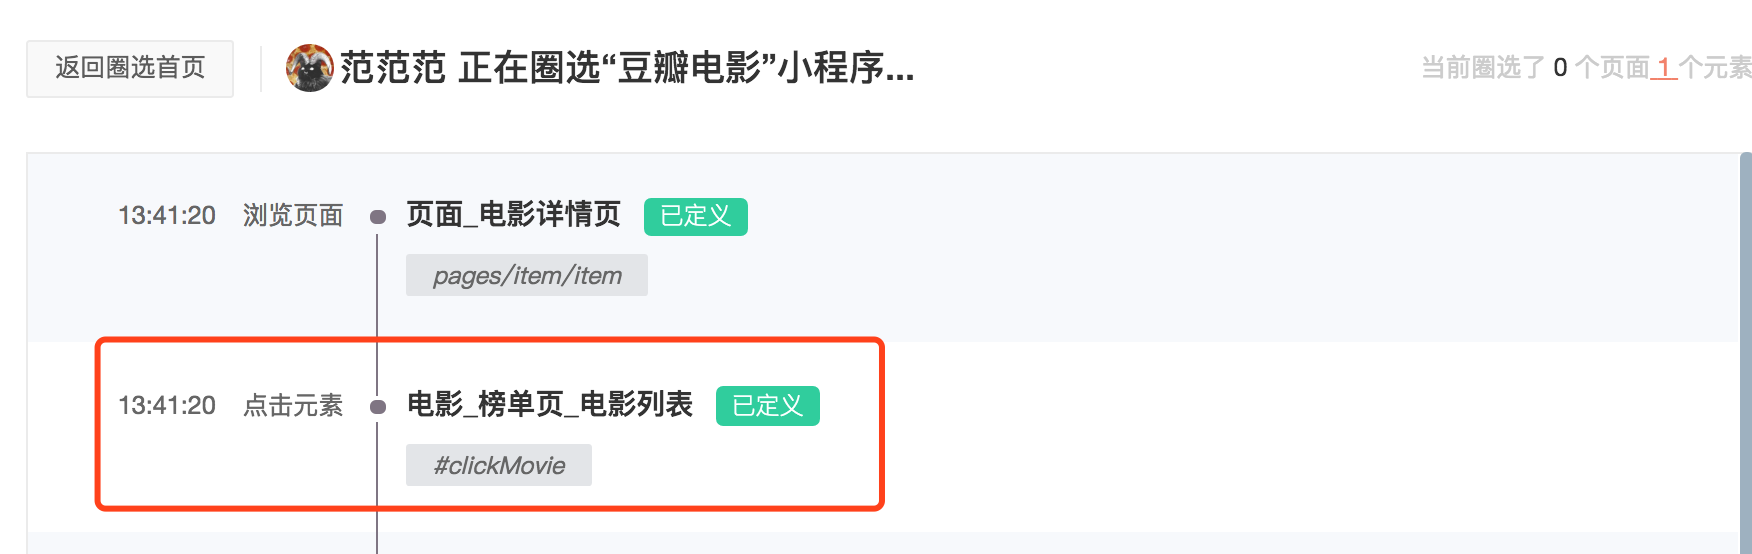 返回圈选首页
范范范 正在圈选“豆瓣电影”小程序...
当前圈选了 0 个页面 1 个元素
13:41:20 浏览页面 页面_电影详情页 已定义
pages/item/item
13:41:20 点击元素 电影_榜单页_电影列表 已定义
#clickMovie